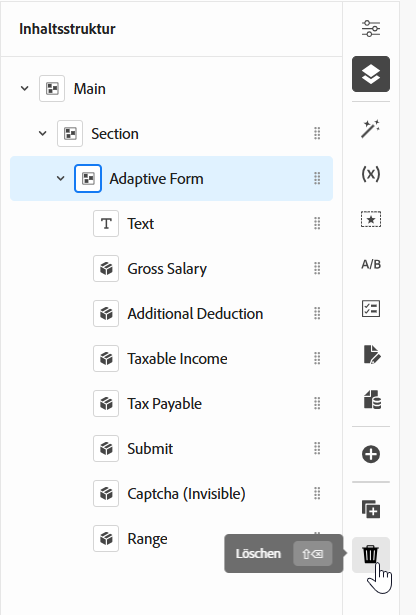 Inhaltsstruktur
Main
Section
Adaptive Form
(x)
T Text
Gross Salary
A/B
Additional Deduction
Taxable Income
Tax Payable
Submit
Captcha (Invisible)
Range
Löschen ⇧⌫